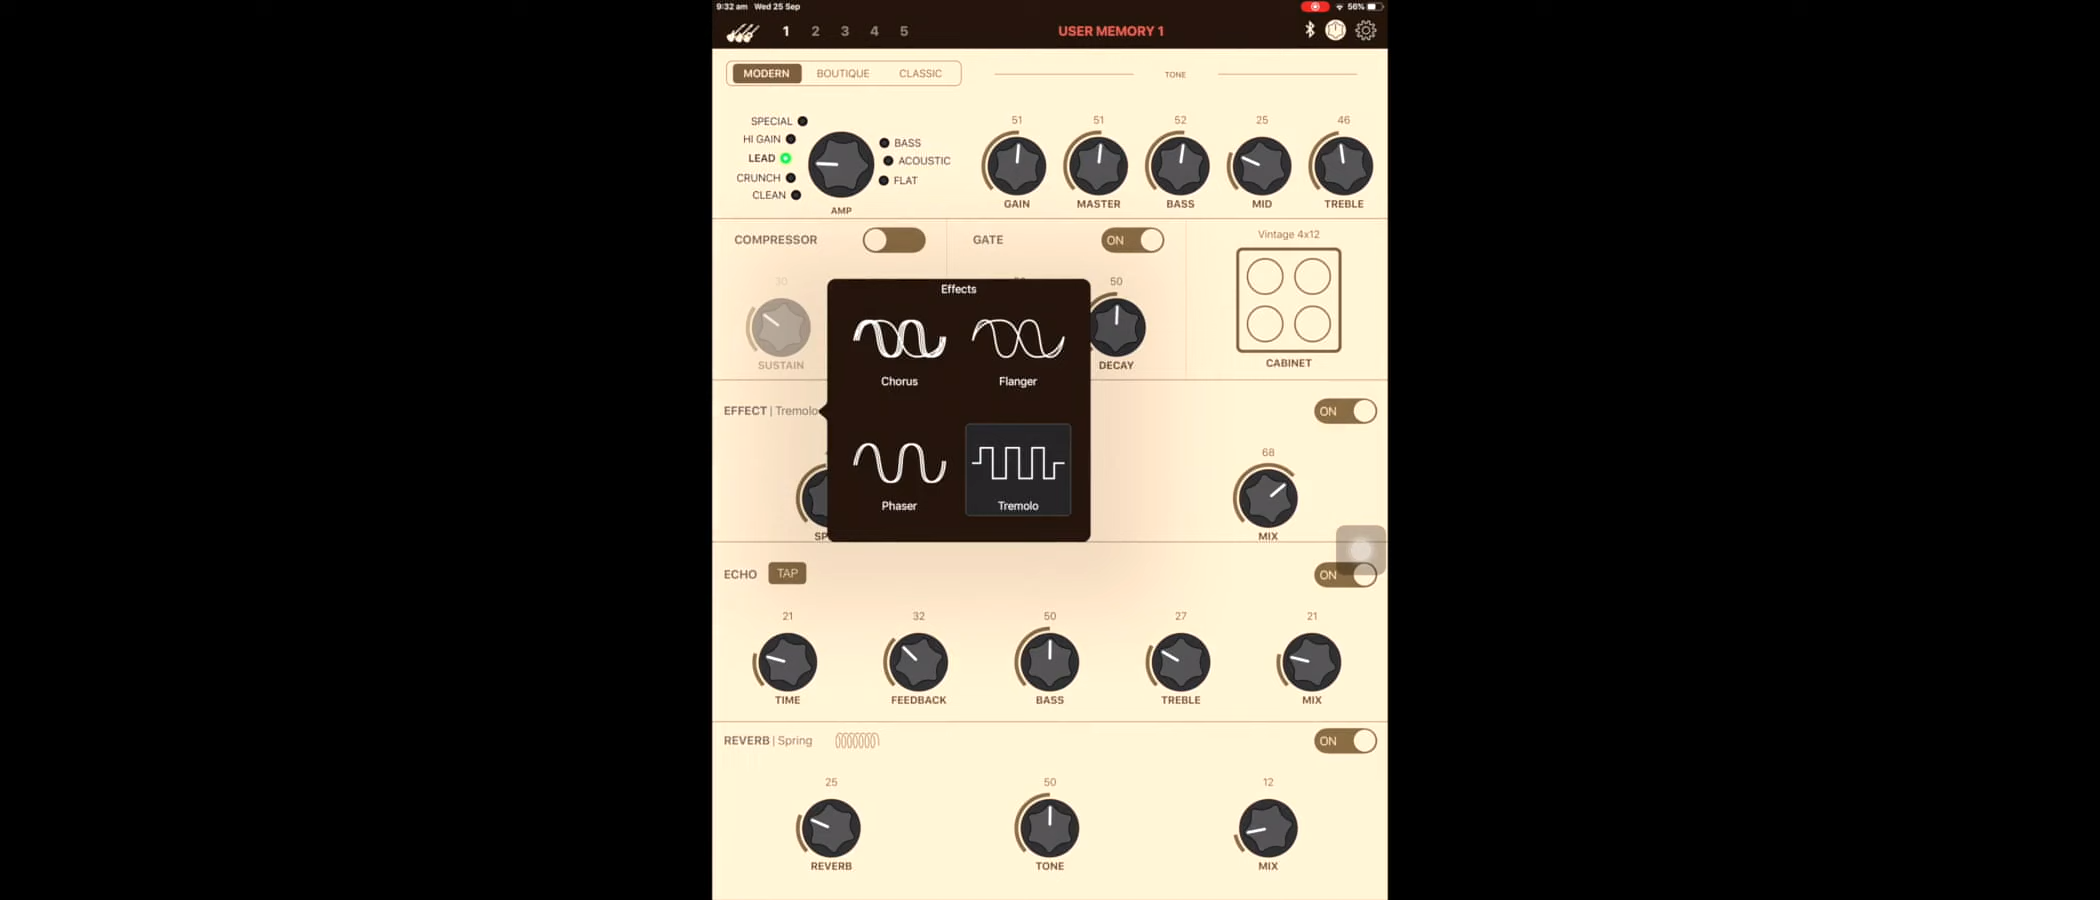 9:32 am Wed 25 Sep
56%
1 2 3 4 5
USER MEMORY 1
MODERN BOUTIQUE CLASSIC
TONE
SPECIAL
HI GAIN
LEAD
CRUNCH
CLEAN
BASS
ACOUSTIC
FLAT
AMP
51 51 52 25 46
GAIN MASTER BASS MID TREBLE
COMPRESSOR
GATE ON
Vintage 4x12
30
50
SUSTAIN
DECAY
CABINET
Effects
Chorus Flanger
Phaser Tremolo
EFFECT | Tremolo
ON
68
MIX
ECHO TAP
ON
21 32 50 27 21
TIME FEEDBACK BASS TREBLE MIX
REVERB | Spring
ON
25 50 12
REVERB TONE MIX